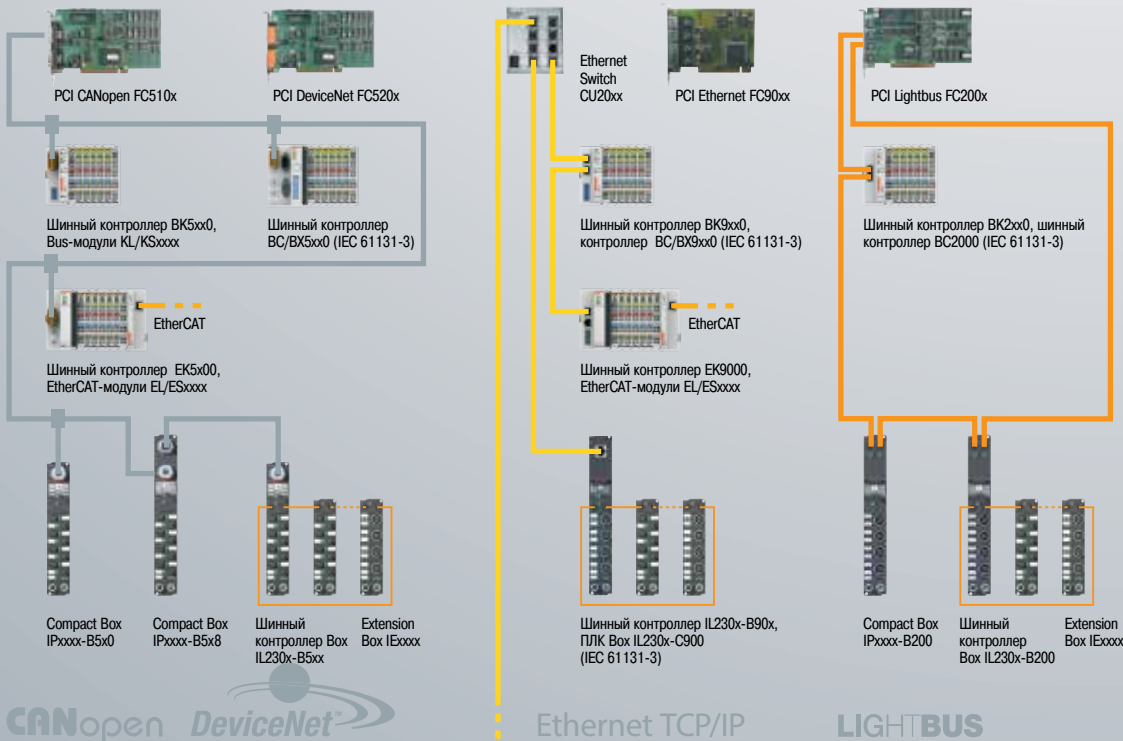 PCI CANopen FC510x
PCI DeviceNet FC520x
Ethernet
Switch
CU20xx
PCI Ethernet FC90xx
PCI Lightbus FC200x
Шинный контроллер BK5xx0,
Bus-модули KL/KSxxxx
Шинный контроллер
BC/BX5xx0 (IEC 61131-3)
Шинный контроллер BK9xx0,
контроллер BC/BX9xx0 (IEC 61131-3)
Шинный контроллер BK2xx0, шинный
контроллер BC2000 (IEC 61131-3)
EtherCAT
Шинный контроллер EK5x00,
EtherCAT-модули EL/ESxxxx
EtherCAT
Шинный контроллер EK9000,
EtherCAT-модули EL/ESxxxx
Compact Box
IPxxxx-B5x0
Compact Box
IPxxxx-B5x8
Шинный
контроллер Box
IL230x-B5xx
Extension
Box IExxxx
Шинный контроллер IL230x-B90x,
ПЛК Box IL230x-C900
(IEC 61131-3)
Compact Box
IPxxxx-B200
Шинный
контроллер
Box IL230x-B200
Extension
Box IExxxx
CANopen
DeviceNet™
Ethernet TCP/IP
LIGHTBUS